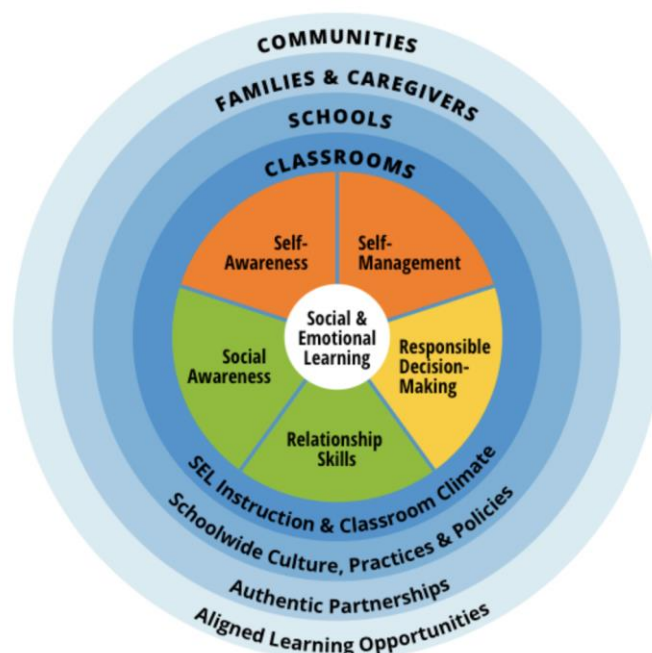 COMMUNITIES
FAMILIES & CAREGIVERS
SCHOOLS
CLASSROOMS
Self-
Awareness
Self-
Management
Social &
Emotional
Learning
Social
Awareness
Responsible
Decision-
Making
Relationship
Skills
SEL Instruction & Classroom Climate
Schoolwide Culture, Practices & Policies
Authentic Partnerships
Aligned Learning Opportunities